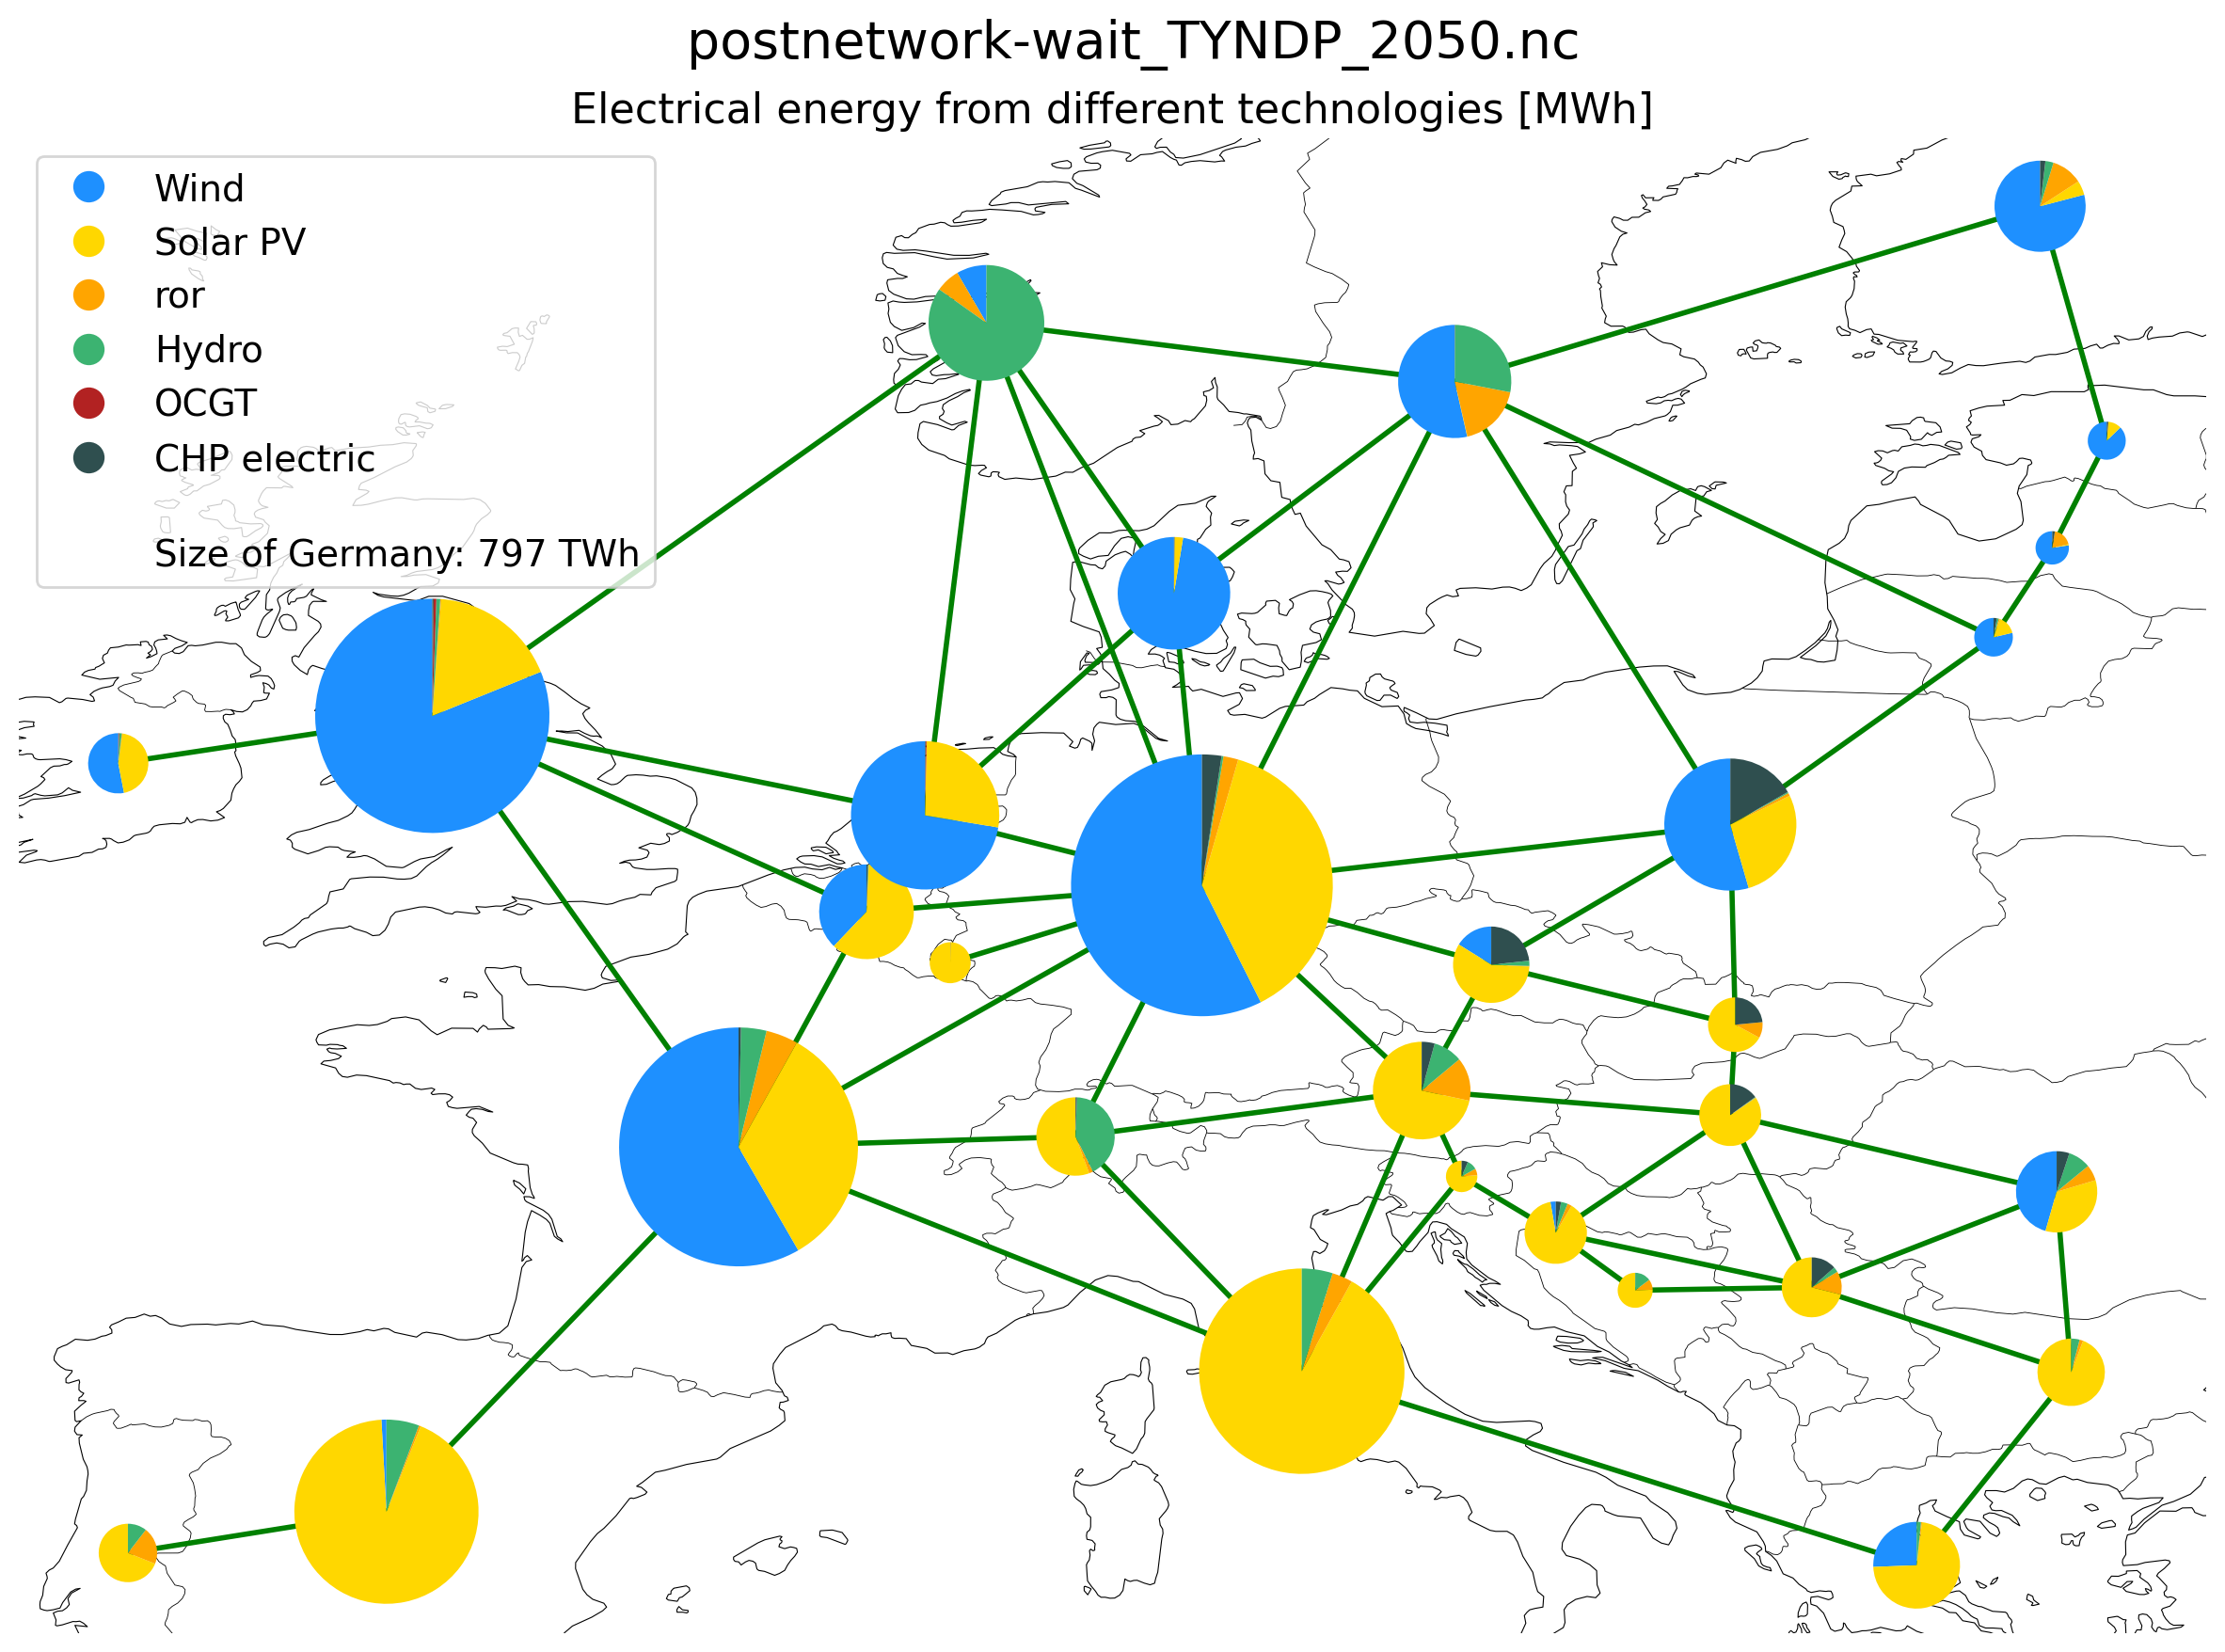 postnetwork-wait_TYNDP_2050.nc
Electrical energy from different technologies [MWh]
Wind
Solar PV
ror
Hydro
OCGT
CHP electric
Size of Germany: 797 TWh